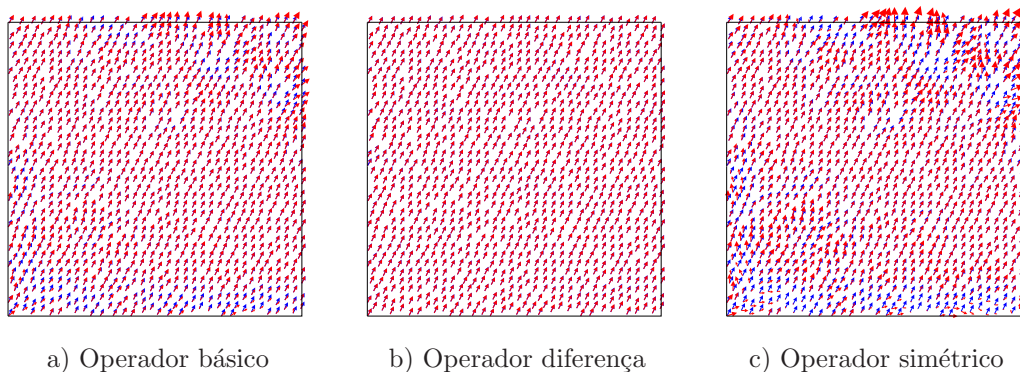 a) Operador básico
b) Operador diferença
c) Operador simétrico